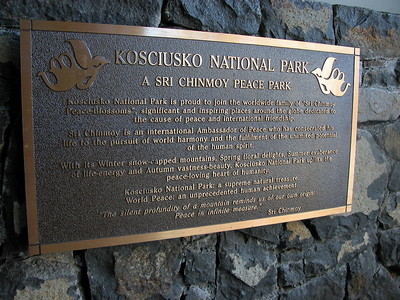 KOSCIUSKO NATIONAL PARK
A SRI CHINMOY PEACE PARK
Kosciusko National Park is proud to join the worldwide family of "Sri Chinmoy
Peace-Blossoms", significant and inspiring places around the globe dedicated to
the cause of peace and international friendship.
Sri Chinmoy is an international Ambassador of Peace who has consecrated his
life to the pursuit of world harmony and the fulfilment of the unlimited potential
of the human spirit.
With its Winter snow-capped mountains, Spring floral delights, Summer exuberance
of life-energy and Autumn vastness-beauty, Kosciusko National Park the
peace-loving heart of humanity.
Kosciusko National Park: a supreme natural treasure.
World Peace: an unprecedented human achievement.
"The silent profundity of a mountain reminds us of our own origin:
Peace in infinite measure."
Sri Chinmoy